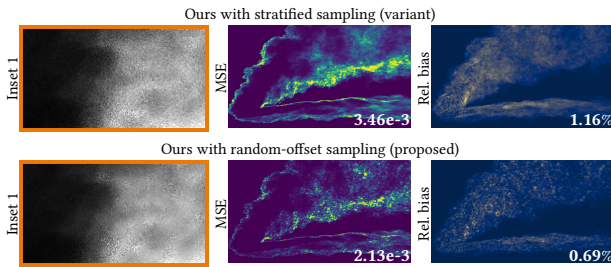 Ours with stratified sampling (variant)
Inset 1
MSE
3.46e-3
Rel. bias
1.16%
Ours with random-offset sampling (proposed)
Inset 1
MSE
2.13e-3
Rel. bias
0.69%